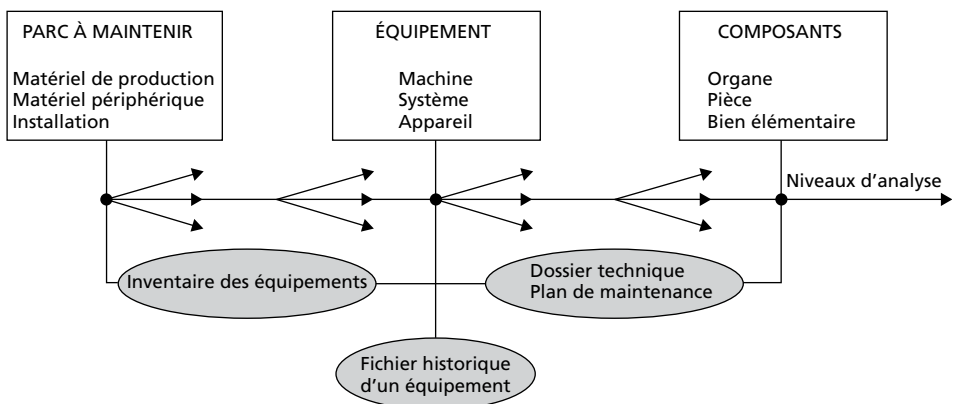 PARC À MAINTENIR
Matériel de production
Matériel périphérique
Installation
ÉQUIPEMENT
Machine
Système
Appareil
COMPOSANTS
Organe
Pièce
Bien élémentaire
Niveaux d’analyse
Inventaire des équipements
Dossier technique
Plan de maintenance
Fichier historique
d’un équipement